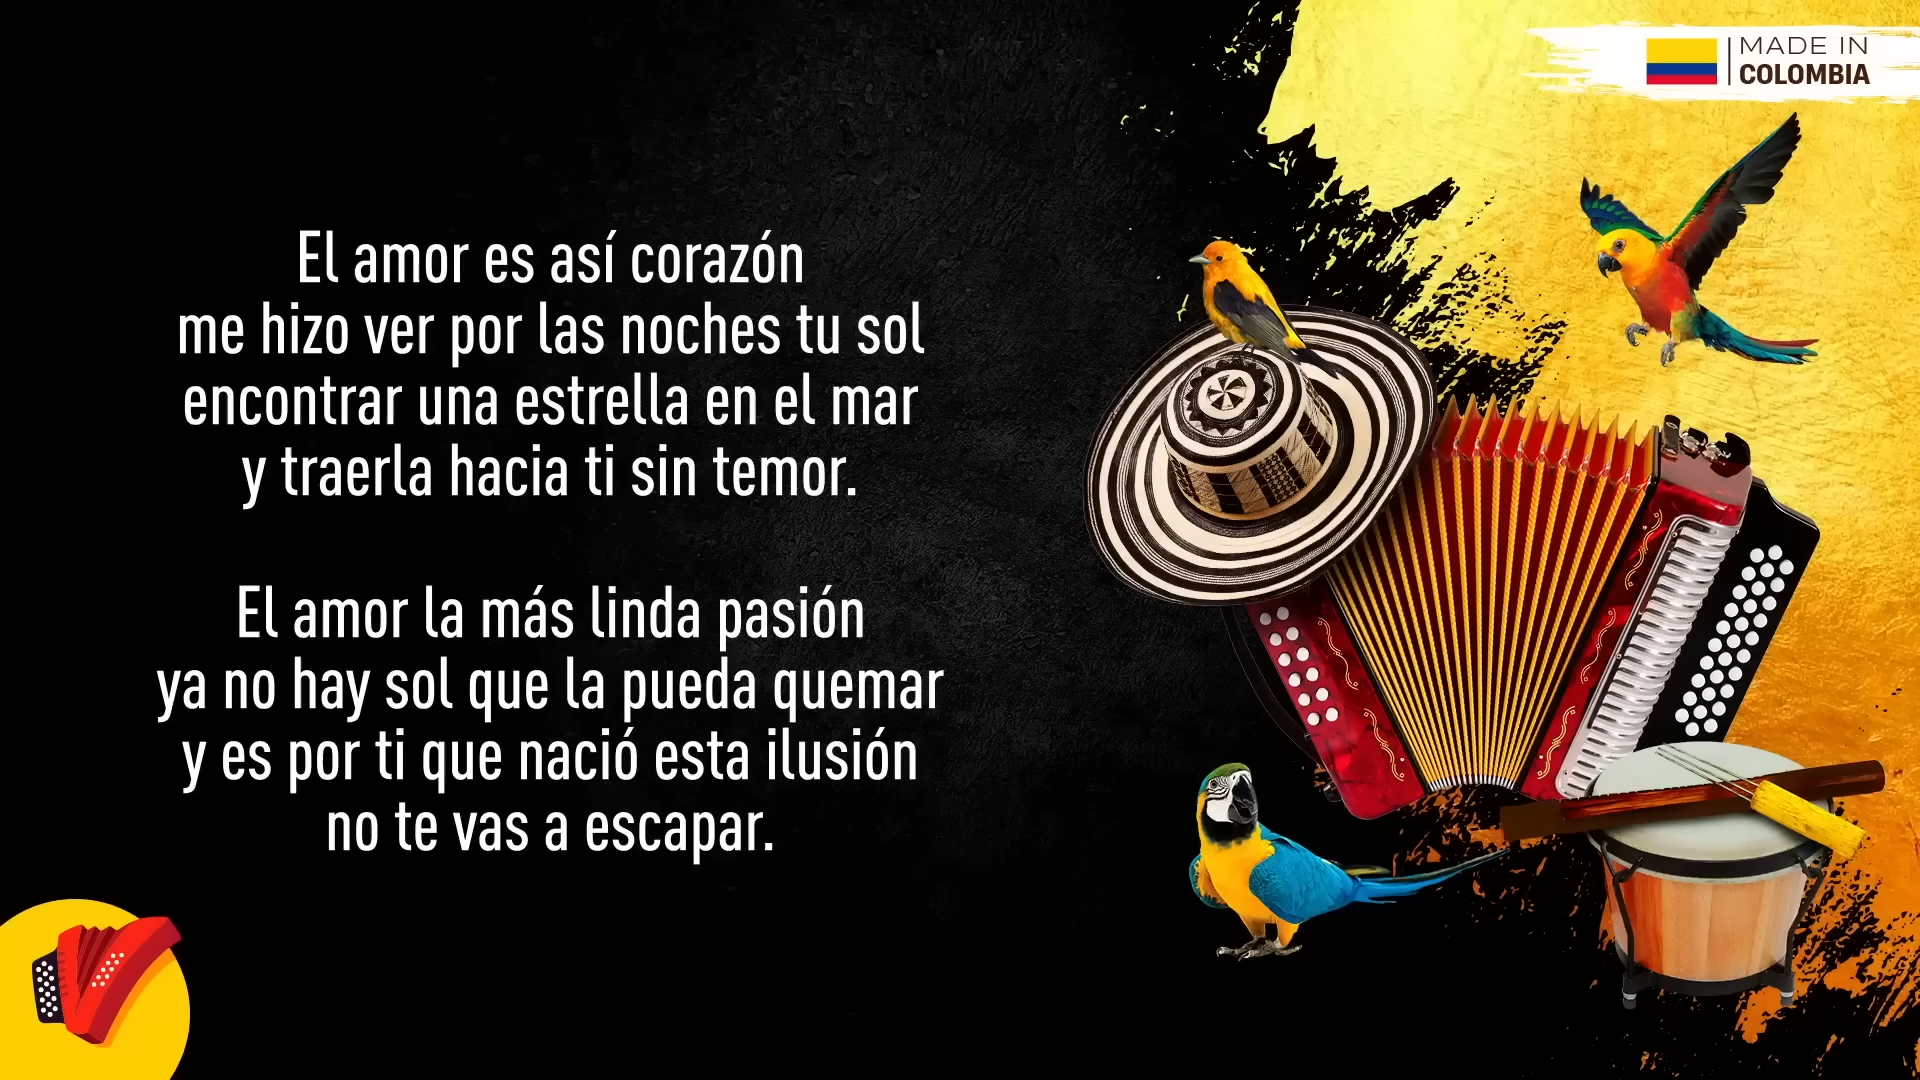 MADE IN
COLOMBIA
El amor es así corazón
me hizo ver por las noches tu sol
encontrar una estrella en el mar
y traerla hacia ti sin temor.
El amor la más linda pasión
ya no hay sol que la pueda quemar
y es por ti que nació esta ilusión
no te vas a escapar.